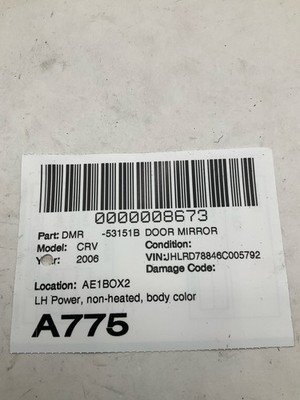 0000008673
Part: DMR -53151B DOOR MIRROR
Model: CRV Condition:
Year: 2006 VIN:JHLRD78846C005792
Damage Code:
Location: AE1BOX2
LH Power, non-heated, body color
A775